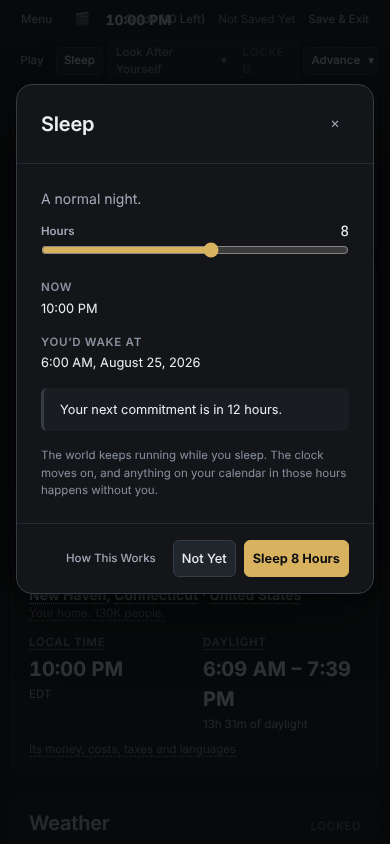 Menu
10:00 PM
Left)
Not Saved Yet
Save & Exit
Play
Sleep
Look After Yourself
▾
LOCKED
Advance ▾
Sleep
×
A normal night.
Hours
8
NOW
10:00 PM
YOU'D WAKE AT
6:00 AM, August 25, 2026
Your next commitment is in 12 hours.
The world keeps running while you sleep. The clock
moves on, and anything on your calendar in those hours
happens without you.
How This Works
Not Yet
Sleep 8 Hours
New Haven, Connecticut · United States
Your home. 130K people.
LOCAL TIME
10:00 PM
EDT
DAYLIGHT
6:09 AM – 7:39
PM
13h 31m of daylight
Its money, costs, taxes and languages
Weather
LOCKED